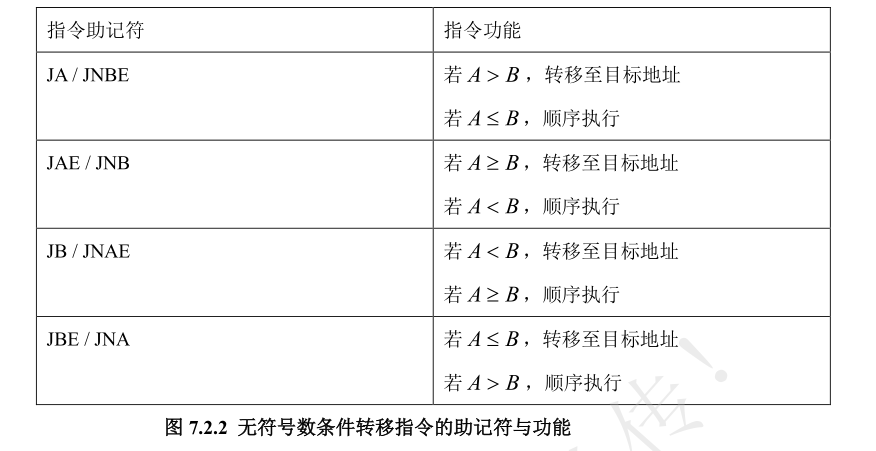 指令助记符 指令功能
JA / JNBE 若 A > B ，转移至目标地址
若 A ≤ B ，顺序执行
JAE / JNB 若 A ≥ B ，转移至目标地址
若 A < B ，顺序执行
JB / JNAE 若 A < B ，转移至目标地址
若 A ≥ B ，顺序执行
JBE / JNA 若 A ≤ B ，转移至目标地址
若 A > B ，顺序执行
传！
图 7.2.2 无符号数条件转移指令的助记符与功能